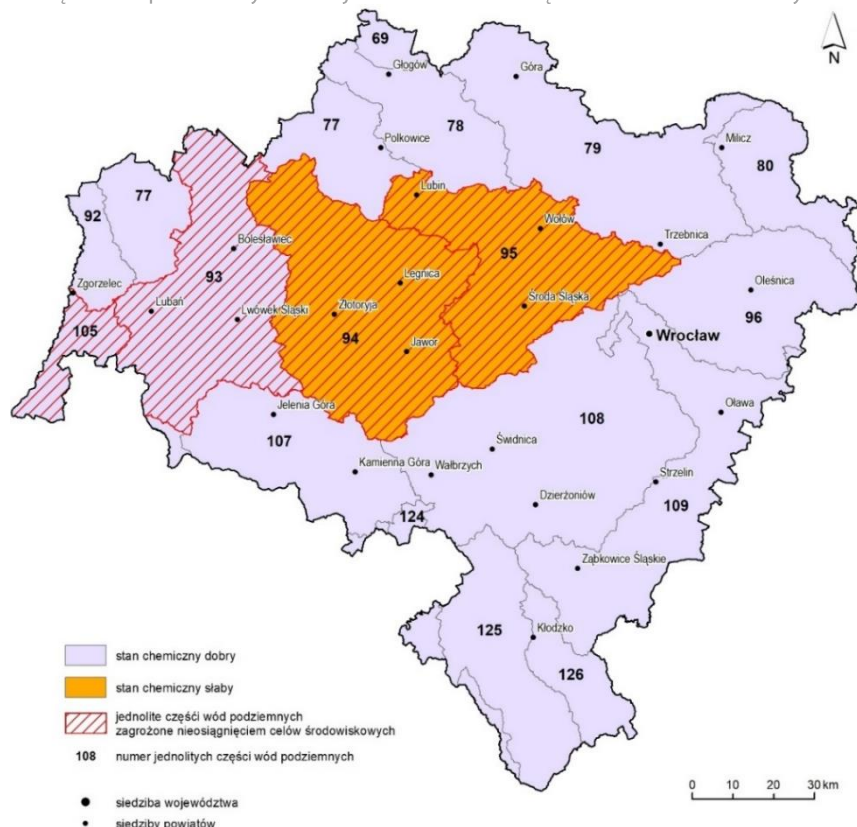 N
69
Głogów
Góra
77
78
Polkowice
79
Milicz
80
Lubin
92
77
Wołów
Trzebnica
Bolesławiec
95
93
Legnica
Oleśnica
96
Zgorzelec
Lubań
Lwówek Śląski
Złotoryja
Środa Śląska
105
94
Jawor
Wrocław
Jelenia Góra
108
Oława
107
Świdnica
Kamienna Góra
Wałbrzych
Strzelin
Dzierżoniów
109
124
Ząbkowice Śląskie
125
Kłodzko
126
stan chemiczny dobry
stan chemiczny słaby
jednolite części wód podziemnych
zagrożone nieosiągnięciem celów środowiskowych
108 numer jednolitych części wód podziemnych
siedziba województwa
siedziby powiatów
0 10 20 30 km